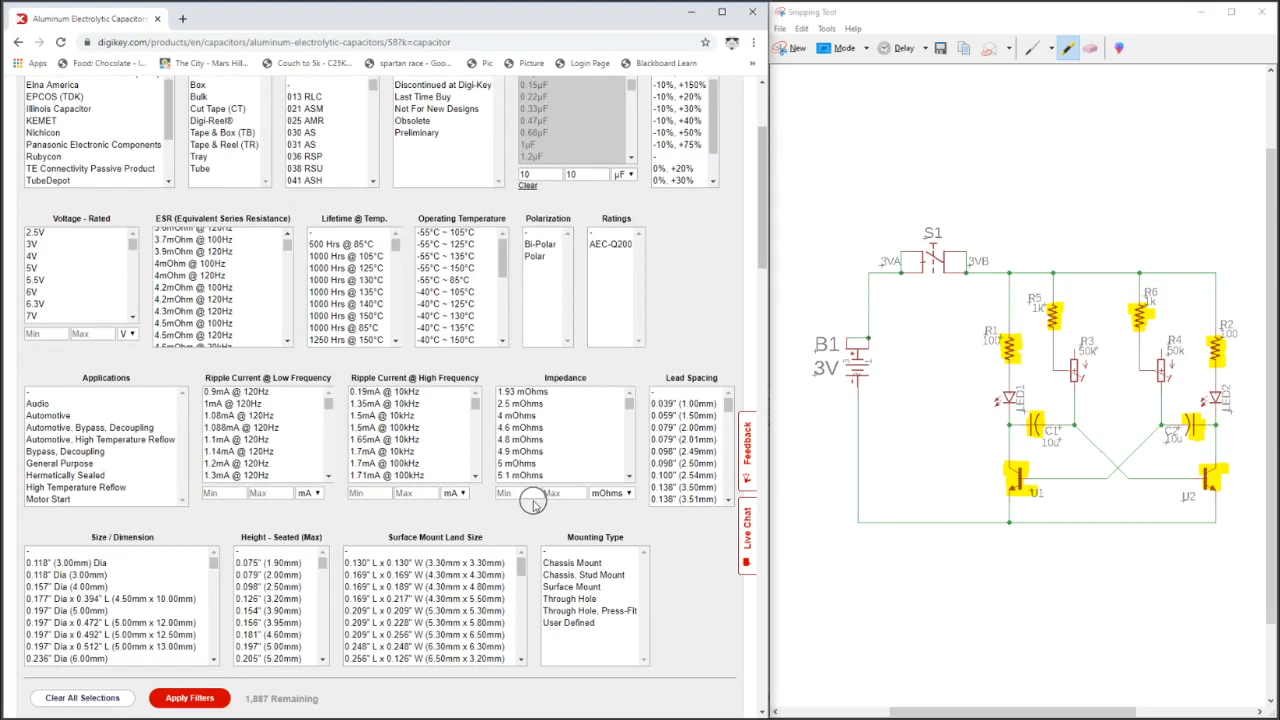 Aluminum Electrolytic Capacitors
digikey.com/products/en/capacitors/aluminum-electrolytic-capacitors/58?k=capacitor
Apps
Food: Chocolate - I...
The City - Mars Hill...
Couch to 5k - C25K...
spartan race - Goo...
Pic
Picture
Login Page
Blackboard Learn
»
Elna America
EPCOS (TDK)
Illinois Capacitor
KEMET
Nichicon
Panasonic Electronic Components
Rubycon
TE Connectivity Passive Product
TubeDepot
Box
Bulk
Cut Tape (CT)
Digi-Reel®
Tape & Box (TB)
Tape & Reel (TR)
Tray
Tube
-
013 RLC
021 ASM
025 AMR
030 AS
031 AS
036 RSP
038 RSU
041 ASH
Discontinued at Digi-Key
Last Time Buy
Not For New Designs
Obsolete
Preliminary
0.15µF
0.22µF
0.33µF
0.47µF
0.68µF
1µF
1.2µF
10
10
µF
Clear
-10%, +150%
-10%, +20%
-10%, +30%
-10%, +40%
-10%, +50%
-10%, +75%
-
0%, +20%
0%, +30%
Voltage - Rated
2.5V
3V
4V
5V
5.5V
6V
6.3V
7V
Min
Max
V
ESR (Equivalent Series Resistance)
3.6mOhm @ 120Hz
3.7mOhm @ 100Hz
3.9mOhm @ 120Hz
4mOhm @ 100Hz
4mOhm @ 120Hz
4.2mOhm @ 100Hz
4.2mOhm @ 120Hz
4.3mOhm @ 120Hz
4.5mOhm @ 100Hz
4.5mOhm @ 120Hz
Lifetime @ Temp.
-
500 Hrs @ 85°C
1000 Hrs @ 105°C
1000 Hrs @ 125°C
1000 Hrs @ 130°C
1000 Hrs @ 135°C
1000 Hrs @ 140°C
1000 Hrs @ 150°C
1000 Hrs @ 85°C
1250 Hrs @ 150°C
Operating Temperature
-55°C ~ 105°C
-55°C ~ 125°C
-55°C ~ 135°C
-55°C ~ 150°C
-55°C ~ 85°C
-40°C ~ 105°C
-40°C ~ 125°C
-40°C ~ 130°C
-40°C ~ 135°C
-40°C ~ 150°C
Polarization
-
Bi-Polar
Polar
Ratings
-
AEC-Q200
Applications
-
Audio
Automotive
Automotive, Bypass, Decoupling
Automotive, High Temperature Reflow
Bypass, Decoupling
General Purpose
Hermetically Sealed
High Temperature Reflow
Motor Start
Ripple Current @ Low Frequency
0.9mA @ 120Hz
1mA @ 120Hz
1.08mA @ 120Hz
1.088mA @ 120Hz
1.1mA @ 120Hz
1.14mA @ 120Hz
1.2mA @ 120Hz
Min
Max
mA
Ripple Current @ High Frequency
0.19mA @ 10kHz
1.35mA @ 10kHz
1.5mA @ 10kHz
1.5mA @ 100kHz
1.65mA @ 10kHz
1.7mA @ 10kHz
1.7mA @ 100kHz
1.71mA @ 100kHz
Min
Max
mA
Impedance
1.93 mOhms
2.5 mOhms
4 mOhms
4.6 mOhms
4.8 mOhms
4.9 mOhms
5 mOhms
5.1 mOhms
Min
Max
mOhms
Lead Spacing
-
0.039" (1.00mm)
0.059" (1.50mm)
0.079" (2.00mm)
0.079" (2.01mm)
0.098" (2.49mm)
0.098" (2.50mm)
0.100" (2.54mm)
0.138" (3.50mm)
0.138" (3.51mm)
Feedback
Live Chat
Size / Dimension
-
0.118" (3.00mm) Dia
0.118" Dia (3.00mm)
0.157" Dia (4.00mm)
0.177" Dia x 0.394" L (4.50mm x 10.00mm)
0.197" Dia (5.00mm)
0.197" Dia x 0.472" L (5.00mm x 12.00mm)
0.197" Dia x 0.492" L (5.00mm x 12.50mm)
0.197" Dia x 0.512" L (5.00mm x 13.00mm)
0.236" Dia (6.00mm)
Height - Seated (Max)
-
0.075" (1.90mm)
0.079" (2.00mm)
0.098" (2.50mm)
0.126" (3.20mm)
0.154" (3.90mm)
0.156" (3.95mm)
0.181" (4.60mm)
0.197" (5.00mm)
0.205" (5.20mm)
Surface Mount Land Size
-
0.130" L x 0.130" W (3.30mm x 3.30mm)
0.169" L x 0.169" W (4.30mm x 4.30mm)
0.169" L x 0.189" W (4.30mm x 4.80mm)
0.169" L x 0.217" W (4.30mm x 5.50mm)
0.209" L x 0.209" W (5.30mm x 5.30mm)
0.209" L x 0.228" W (5.30mm x 5.80mm)
0.209" L x 0.256" W (5.30mm x 6.50mm)
0.248" L x 0.248" W (6.30mm x 6.30mm)
0.256" L x 0.126" W (6.50mm x 3.20mm)
Mounting Type
-
Chassis Mount
Chassis, Stud Mount
Surface Mount
Through Hole
Through Hole, Press-Fit
User Defined
Clear All Selections
Apply Filters
1,887 Remaining
Snipping Tool
File Edit Tools Help
New
Mode
Delay
S1
3VA
3VB
B1
3V
R5
1k
R6
1k
R1
100
R2
100
R3
50k
R4
50k
LED1
LED2
C1
10u
C2
10u
U1
U2